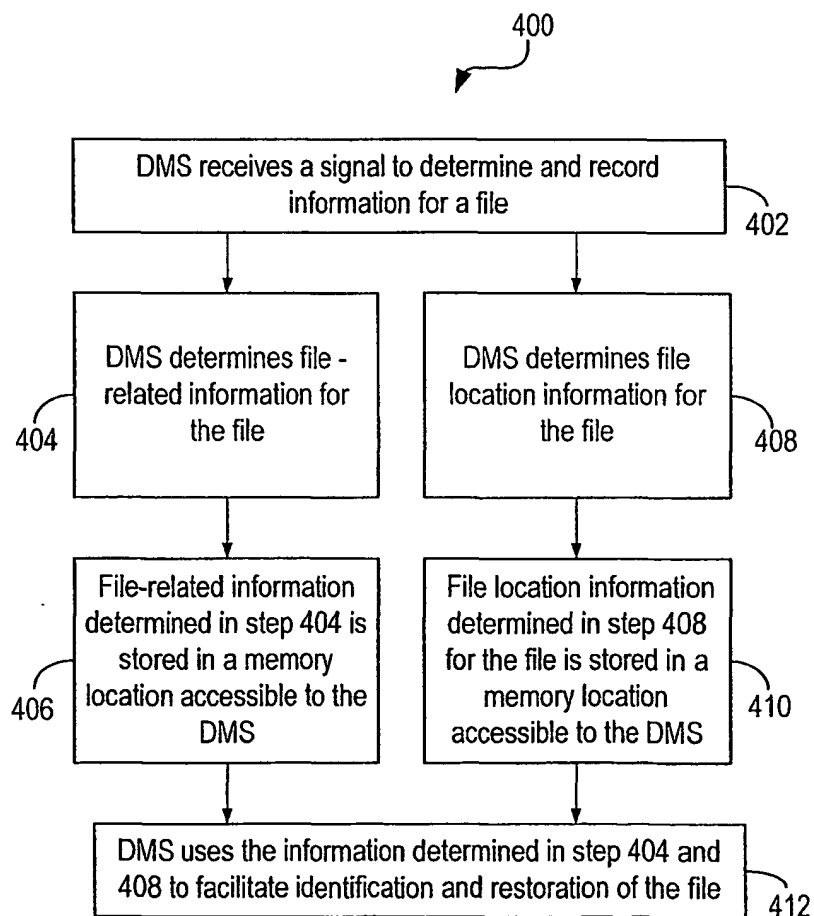 400
DMS receives a signal to determine and record
information for a file
402
DMS determines file -
related information for
the file
404
DMS determines file
location information for
the file
408
File-related information
determined in step 404 is
stored in a memory
location accessible to the
DMS
406
File location information
determined in step 408
for the file is stored in a
memory location
accessible to the DMS
410
DMS uses the information determined in step 404 and
408 to facilitate identification and restoration of the file
412